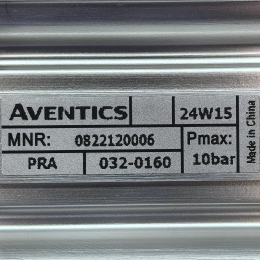 AVENTICS 24W15
MNR: 0822120006 Pmax:
PRA 032-0160 10bar
Made in China